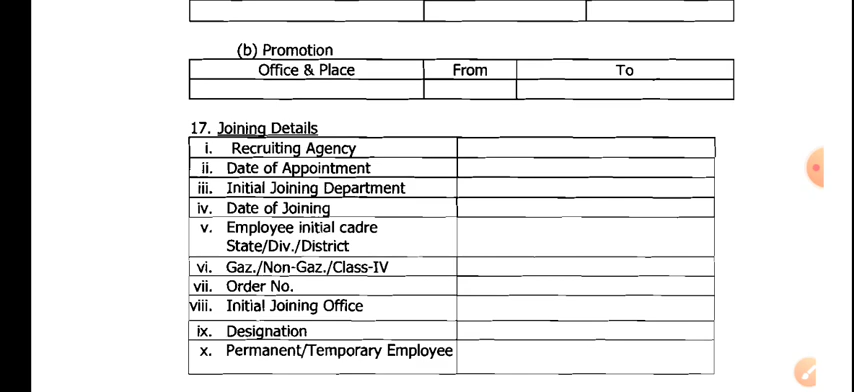 (b) Promotion
Office & Place From To
17. Joining Details
i. Recruiting Agency
ii. Date of Appointment
iii. Initial Joining Department
iv. Date of Joining
v. Employee initial cadre
State/Div./District
vi. Gaz./Non-Gaz./Class-IV
vii. Order No.
viii. Initial Joining Office
ix. Designation
x. Permanent/Temporary Employee